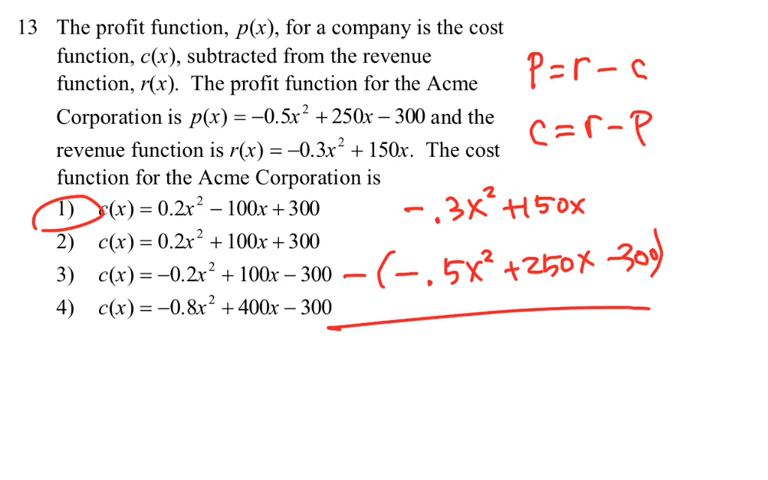 13 The profit function, p(x), for a company is the cost
function, c(x), subtracted from the revenue
function, r(x). The profit function for the Acme
Corporation is p(x) = −0.5x² + 250x − 300 and the
revenue function is r(x) = −0.3x² + 150x. The cost
function for the Acme Corporation is
1) c(x) = 0.2x² − 100x + 300
2) c(x) = 0.2x² + 100x + 300
3) c(x) = −0.2x² + 100x − 300
4) c(x) = −0.8x² + 400x − 300
P = r − c
c = r − P
−.3x² + 150x
−(−.5x² + 250x − 300)